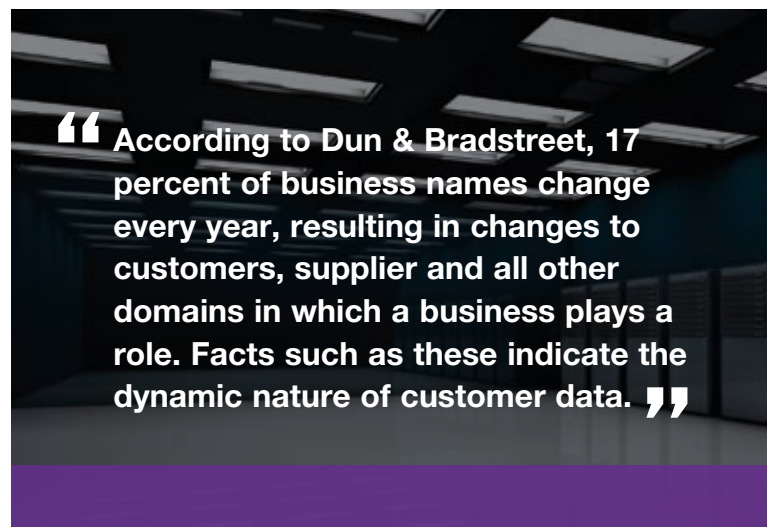 “ According to Dun & Bradstreet, 17
percent of business names change
every year, resulting in changes to
customers, supplier and all other
domains in which a business plays a
role. Facts such as these indicate the
dynamic nature of customer data. ”